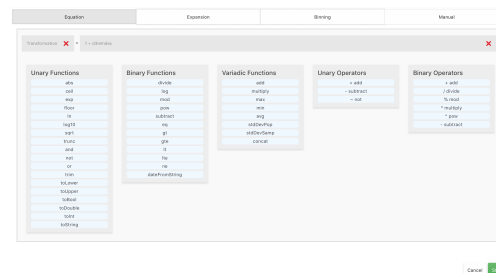 Equation
Expansion
Binning
Manual
Transformation
=
Unary Functions
abs
ceil
exp
floor
ln
log10
sqrt
trunc
and
not
or
trim
toLower
toUpper
toBool
toDouble
toInt
toString
Binary Functions
divide
log
mod
pow
subtract
eq
gt
gte
lt
lte
ne
dateFromString
Variadic Functions
add
multiply
max
min
avg
stdDevPop
stdDevSamp
concat
Unary Operators
+ add
- subtract
~ not
Binary Operators
+ add
/ divide
% mod
* multiply
^ pow
- subtract
Cancel